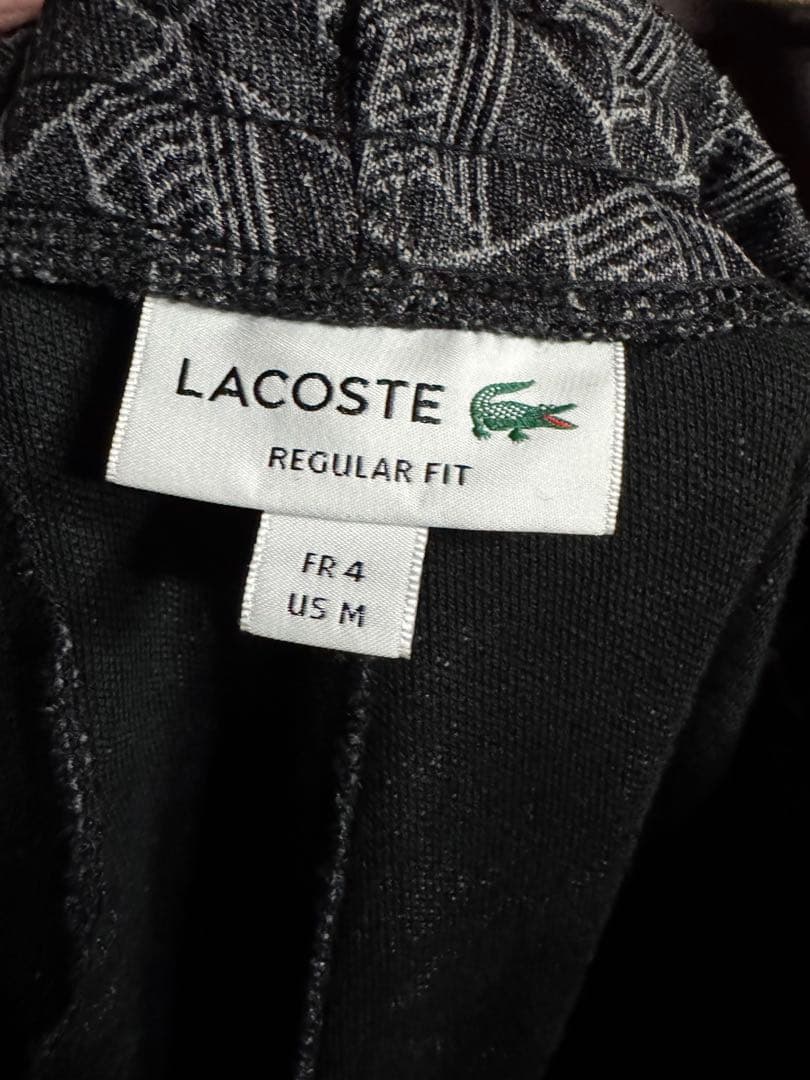 LACOSTE
REGULAR FIT
FR 4
US M